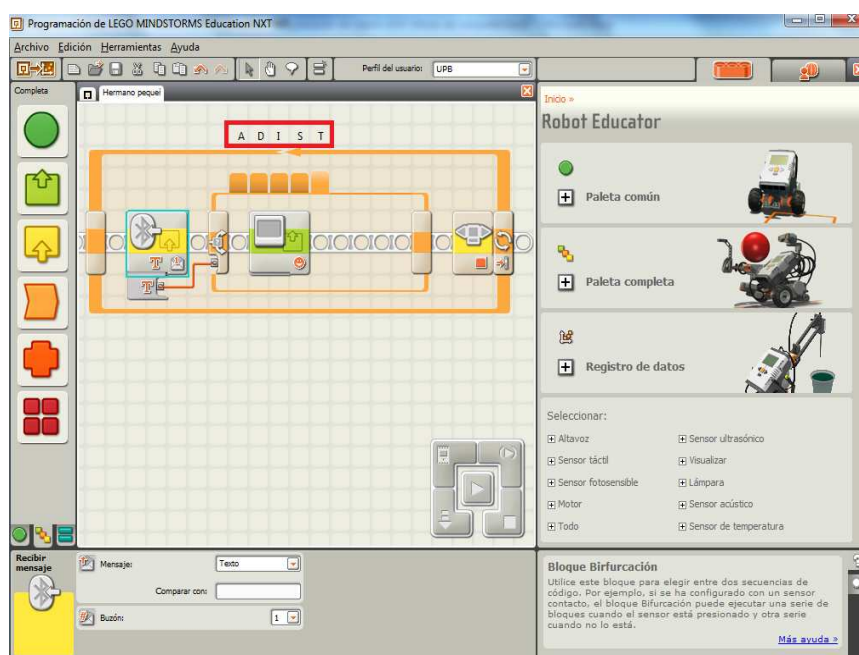 Programación de LEGO MINDSTORMS Education NXT
Archivo Edición Herramientas Ayuda
Perfil del usuario: UPB
Completa
Hermano pequeí
A D I S T
Inicio »
Robot Educator
Paleta común
Paleta completa
Registro de datos
Seleccionar:
Altavoz
Sensor ultrasónico
Sensor táctil
Visualizar
Sensor fotosensible
Lámpara
Motor
Sensor acústico
Todo
Sensor de temperatura
Recibir mensaje
Mensaje: Texto
Comparar con:
Buzón: 1
Bloque Birfurcación
Utilice este bloque para elegir entre dos secuencias de
código. Por ejemplo, si se ha configurado con un sensor
contacto, el bloque Bifurcación puede ejecutar una serie de
bloques cuando el sensor está presionado y otra serie
cuando no lo está.
Más ayuda »